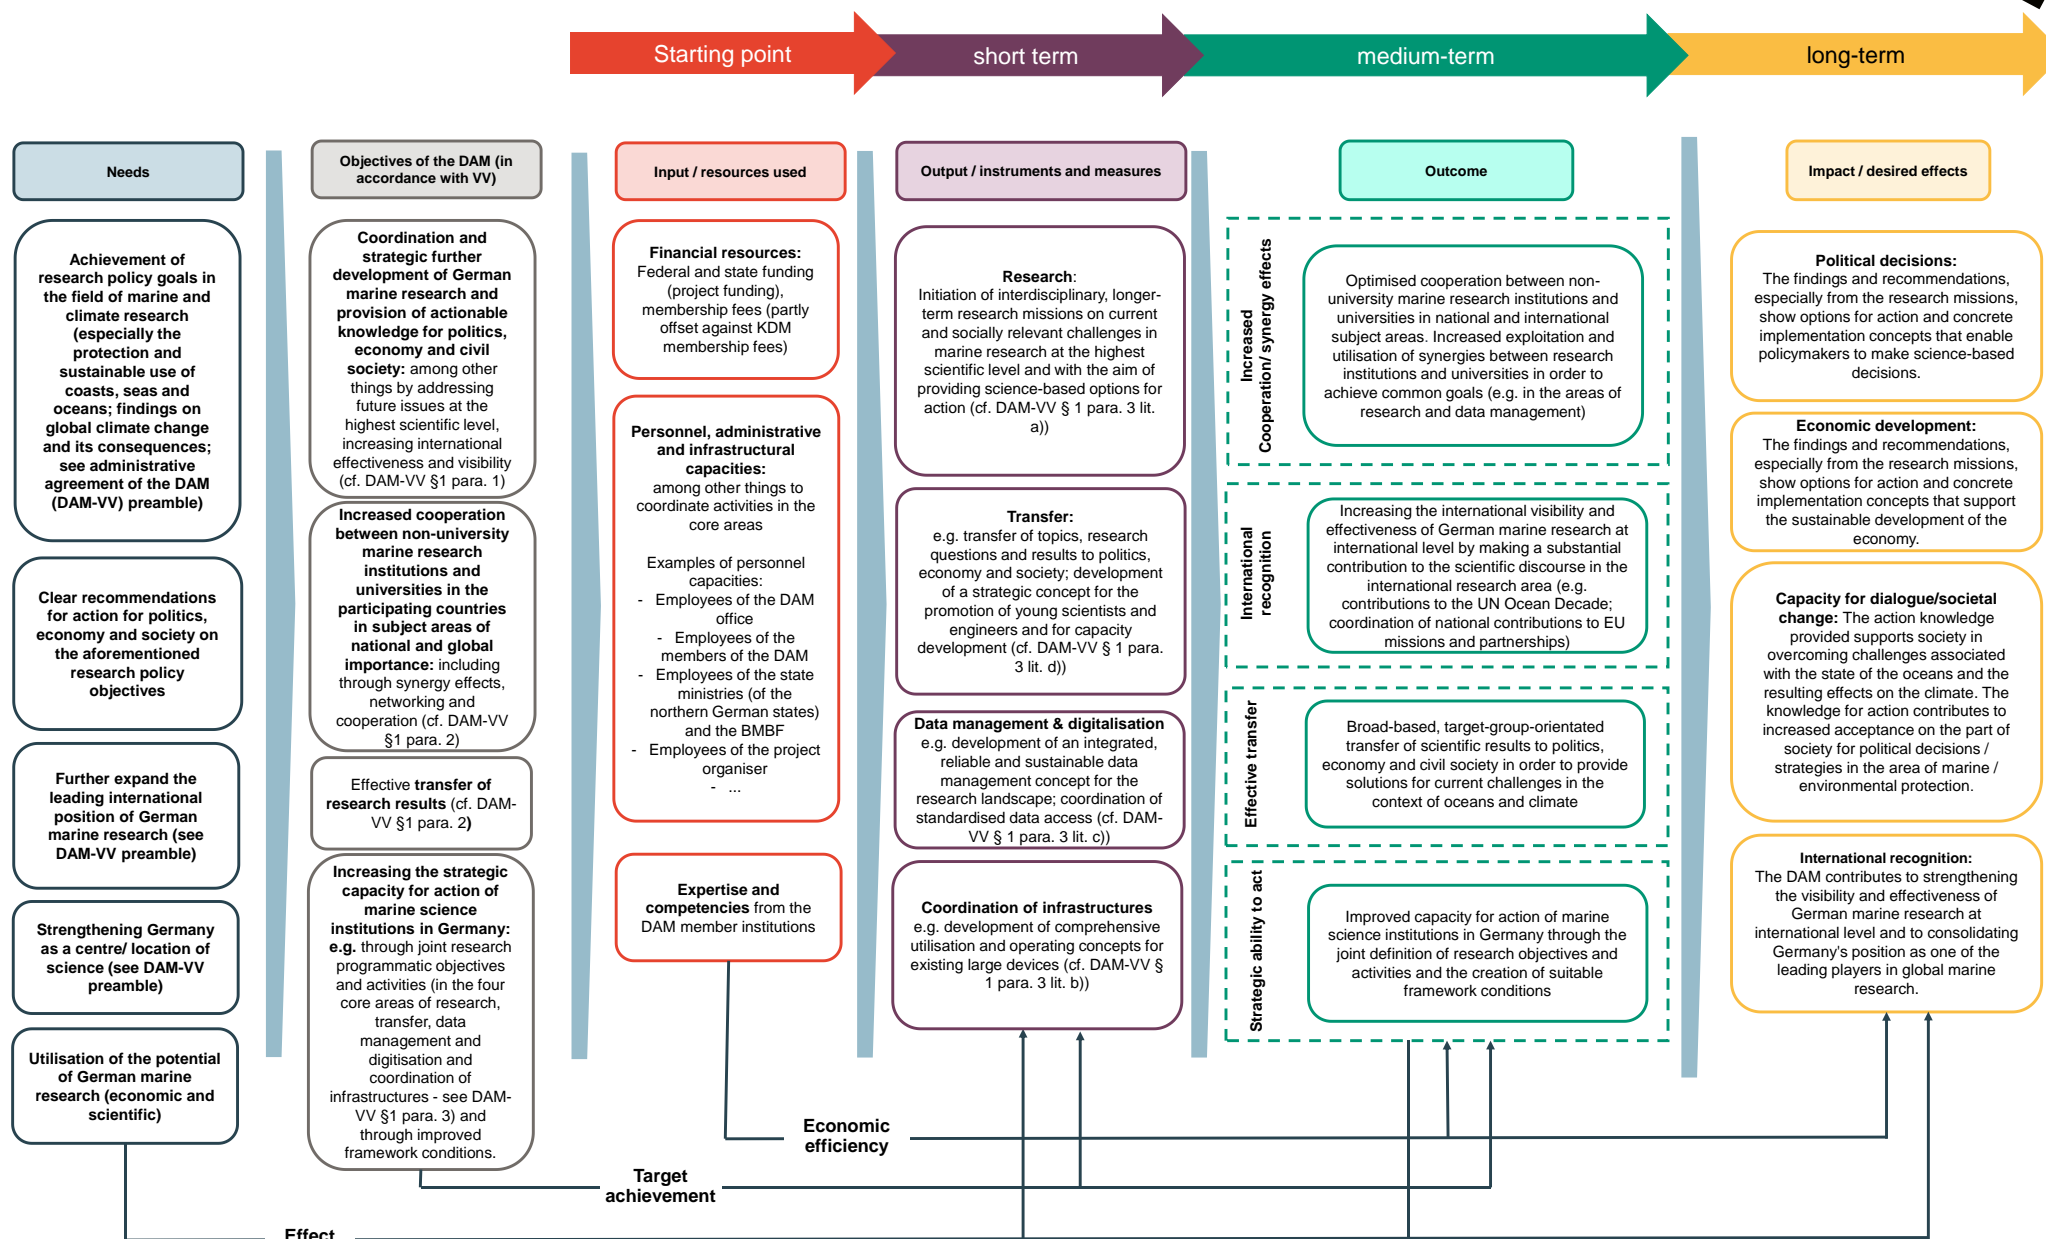 Starting point
short term
medium-term
long-term
Needs
Objectives of the DAM (in
accordance with VV)
Input / resources used
Output / instruments and measures
Outcome
Impact / desired effects
Achievement of
research policy goals in
the field of marine and
climate research
(especially the
protection and
sustainable use of
coasts, seas and
oceans; findings on
global climate change
and its consequences;
see administrative
agreement of the DAM
(DAM-VV) preamble)
Clear recommendations
for action for politics,
economy and society on
the aforementioned
research policy
objectives
Further expand the
leading international
position of German
marine research (see
DAM-VV preamble)
Strengthening Germany
as a centre/ location of
science (see DAM-VV
preamble)
Utilisation of the potential
of German marine
research (economic and
scientific)
Coordination and
strategic further
development of German
marine research and
provision of actionable
knowledge for politics,
economy and civil
society: among other
things by addressing
future issues at the
highest scientific level,
increasing international
effectiveness and visibility
(cf. DAM-VV §1 para. 1)
Increased cooperation
between non-university
marine research
institutions and
universities in the
participating countries
in subject areas of
national and global
importance: including
through synergy effects,
networking and
cooperation (cf. DAM-VV
§1 para. 2)
Effective transfer of
research results (cf. DAM-
VV §1 para. 2)
Increasing the strategic
capacity for action of
marine science
institutions in Germany:
e.g. through joint research
programmatic objectives
and activities (in the four
core areas of research,
transfer, data
management and
digitisation and
coordination of
infrastructures - see DAM-
VV §1 para. 3) and
through improved
framework conditions.
Financial resources:
Federal and state funding
(project funding),
membership fees (partly
offset against KDM
membership fees)
Personnel, administrative
and infrastructural
capacities:
among other things to
coordinate activities in the
core areas
Examples of personnel
capacities:
- Employees of the DAM
office
- Employees of the
members of the DAM
- Employees of the state
ministries (of the
northern German states)
and the BMBF
- Employees of the project
organiser
- ...
Expertise and
competencies from the
DAM member institutions
Research:
Initiation of interdisciplinary, longer-
term research missions on current
and socially relevant challenges in
marine research at the highest
scientific level and with the aim of
providing science-based options for
action (cf. DAM-VV § 1 para. 3 lit.
a))
Transfer:
e.g. transfer of topics, research
questions and results to politics,
economy and society; development
of a strategic concept for the
promotion of young scientists and
engineers and for capacity
development (cf. DAM-VV § 1 para.
3 lit. d))
Data management & digitalisation
e.g. development of an integrated,
reliable and sustainable data
management concept for the
research landscape; coordination of
standardised data access (cf. DAM-
VV § 1 para. 3 lit. c))
Coordination of infrastructures
e.g. development of comprehensive
utilisation and operating concepts for
existing large devices (cf. DAM-VV §
1 para. 3 lit. b))
Increased
Cooperation/ synergy effects
Optimised cooperation between non-
university marine research institutions and
universities in national and international
subject areas. Increased exploitation and
utilisation of synergies between research
institutions and universities in order to
achieve common goals (e.g. in the areas of
research and data management)
International
recognition
Increasing the international visibility and
effectiveness of German marine research at
international level by making a substantial
contribution to the scientific discourse in the
international research area (e.g.
contributions to the UN Ocean Decade;
coordination of national contributions to EU
missions and partnerships)
Effective transfer
Broad-based, target-group-orientated
transfer of scientific results to politics,
economy and civil society in order to provide
solutions for current challenges in the
context of oceans and climate
Strategic ability to act
Improved capacity for action of marine
science institutions in Germany through the
joint definition of research objectives and
activities and the creation of suitable
framework conditions
Political decisions:
The findings and recommendations,
especially from the research missions,
show options for action and concrete
implementation concepts that enable
policymakers to make science-based
decisions.
Economic development:
The findings and recommendations,
especially from the research missions,
show options for action and concrete
implementation concepts that support
the sustainable development of the
economy.
Capacity for dialogue/societal
change: The action knowledge
provided supports society in
overcoming challenges associated
with the state of the oceans and the
resulting effects on the climate. The
knowledge for action contributes to
increased acceptance on the part of
society for political decisions /
strategies in the area of marine /
environmental protection.
International recognition:
The DAM contributes to strengthening
the visibility and effectiveness of
German marine research at
international level and to consolidating
Germany's position as one of the
leading players in global marine
research.
Economic
efficiency
Target
achievement
Effect